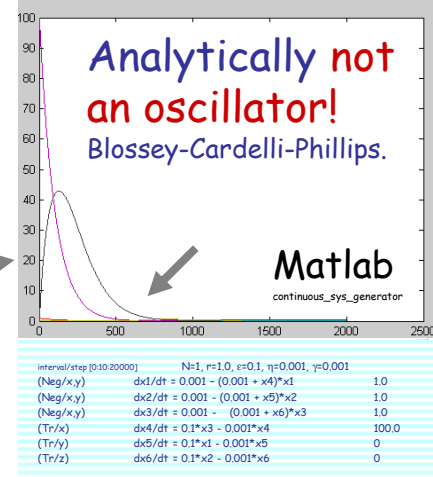 100
90
80
70
60
50
40
30
20
10
0
0 500 1000 1500 2000 2500
Analytically not
an oscillator!
Blossey-Cardelli-Phillips.
Matlab
continuous_sys_generator
interval/step [0:10:20000] N=1, r=1.0, ε=0.1, η=0.001, γ=0.001
(Neg/x,y) dx1/dt = 0.001 - (0.001 + x4)*x1 1.0
(Neg/x,y) dx2/dt = 0.001 - (0.001 + x5)*x2 1.0
(Neg/x,y) dx3/dt = 0.001 - (0.001 + x6)*x3 1.0
(Tr/x) dx4/dt = 0.1*x3 - 0.001*x4 100.0
(Tr/y) dx5/dt = 0.1*x1 - 0.001*x5 0
(Tr/z) dx6/dt = 0.1*x2 - 0.001*x6 0